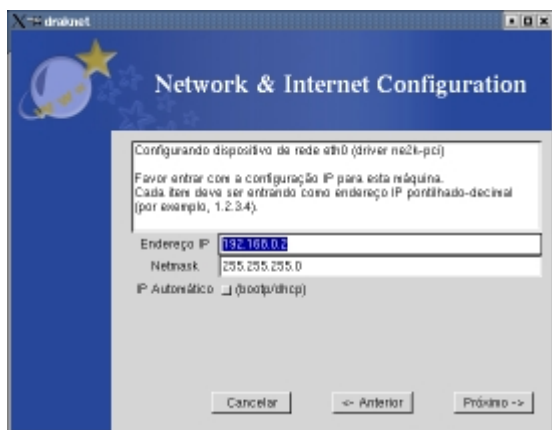 draknet
Network & Internet Configuration
Configurando dispositivo de rede eth0 (driver ne2k-pci)
Favor entrar com a configuração IP para esta máquina.
Cada item deve ser entrando como endereço IP pontilhado-decimal
(por exemplo, 1.2.3.4).
Endereço IP 192.168.0.2
Netmask 255.255.255.0
IP Automático (bootp/dhcp)
Cancelar <- Anterior Próximo ->